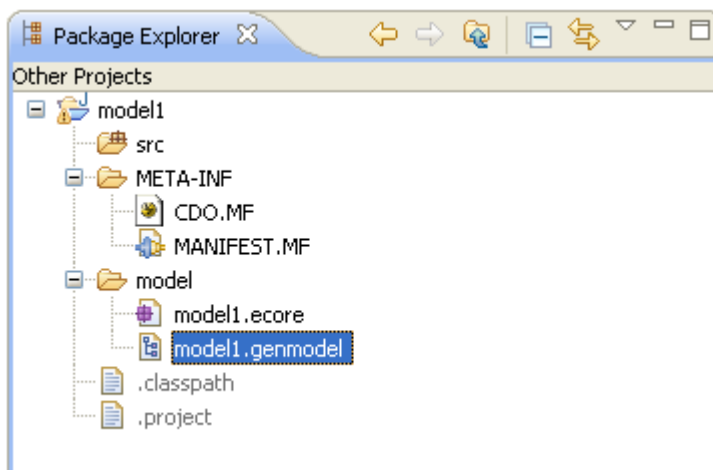 Package Explorer
Other Projects
model1
src
META-INF
CDO.MF
MANIFEST.MF
model
model1.ecore
model1.genmodel
.classpath
.project